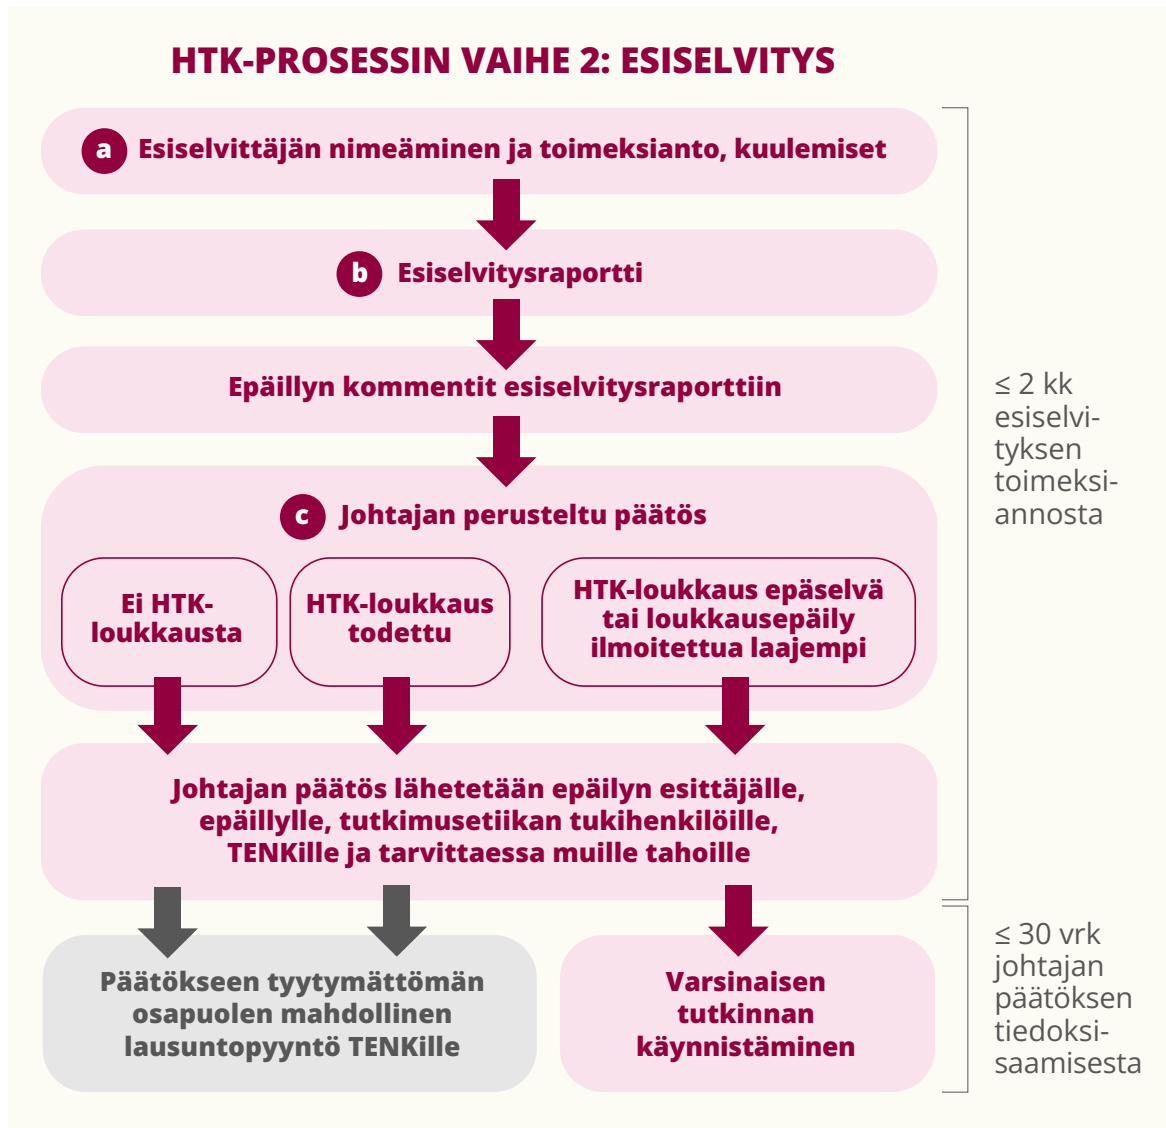 HTK-PROSESSIN VAIHE 2: ESISELVITYS
a Esiselvittäjän nimeäminen ja toimeksianto, kuulemiset
b Esiselvitysraportti
Epäillyn kommentit esiselvitysraporttiin
c Johtajan perusteltu päätös
Ei HTK-
loukkausta
HTK-loukkaus
todettu
HTK-loukkaus epäselvä
tai loukkausepäily
ilmoitettua laajempi
Johtajan päätös lähetetään epäilyn esittäjälle,
epäillylle, tutkimusetiikan tukihenkilöille,
TENKille ja tarvittaessa muille tahoille
≤ 2 kk
esiselvi-
tyksen
toimeksi-
annosta
Päätökseen tyytymättömän
osapuolen mahdollinen
lausuntopyyntö TENKille
Varsinaisen
tutkinnan
käynnistäminen
≤ 30 vrk
johtajan
päätöksen
tiedoksi-
saamisesta